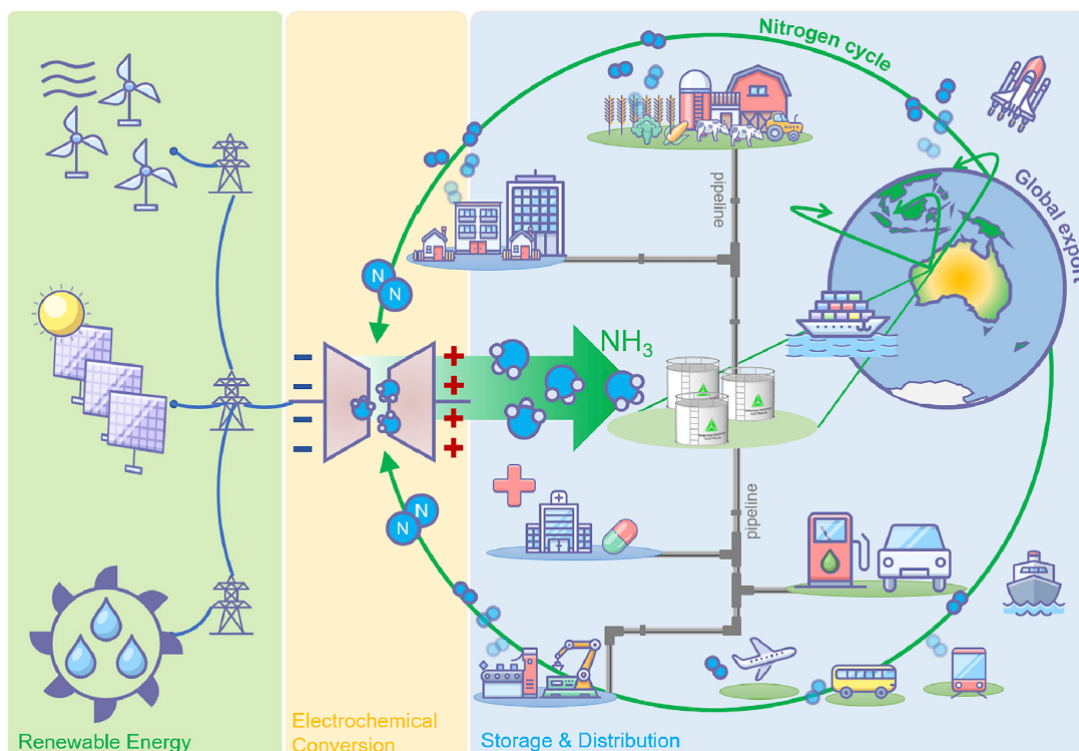 Nitrogen cycle
Global export
pipeline
N
N
NH3
pipeline
N
N
Renewable Energy
Electrochemical
Conversion
Storage & Distribution